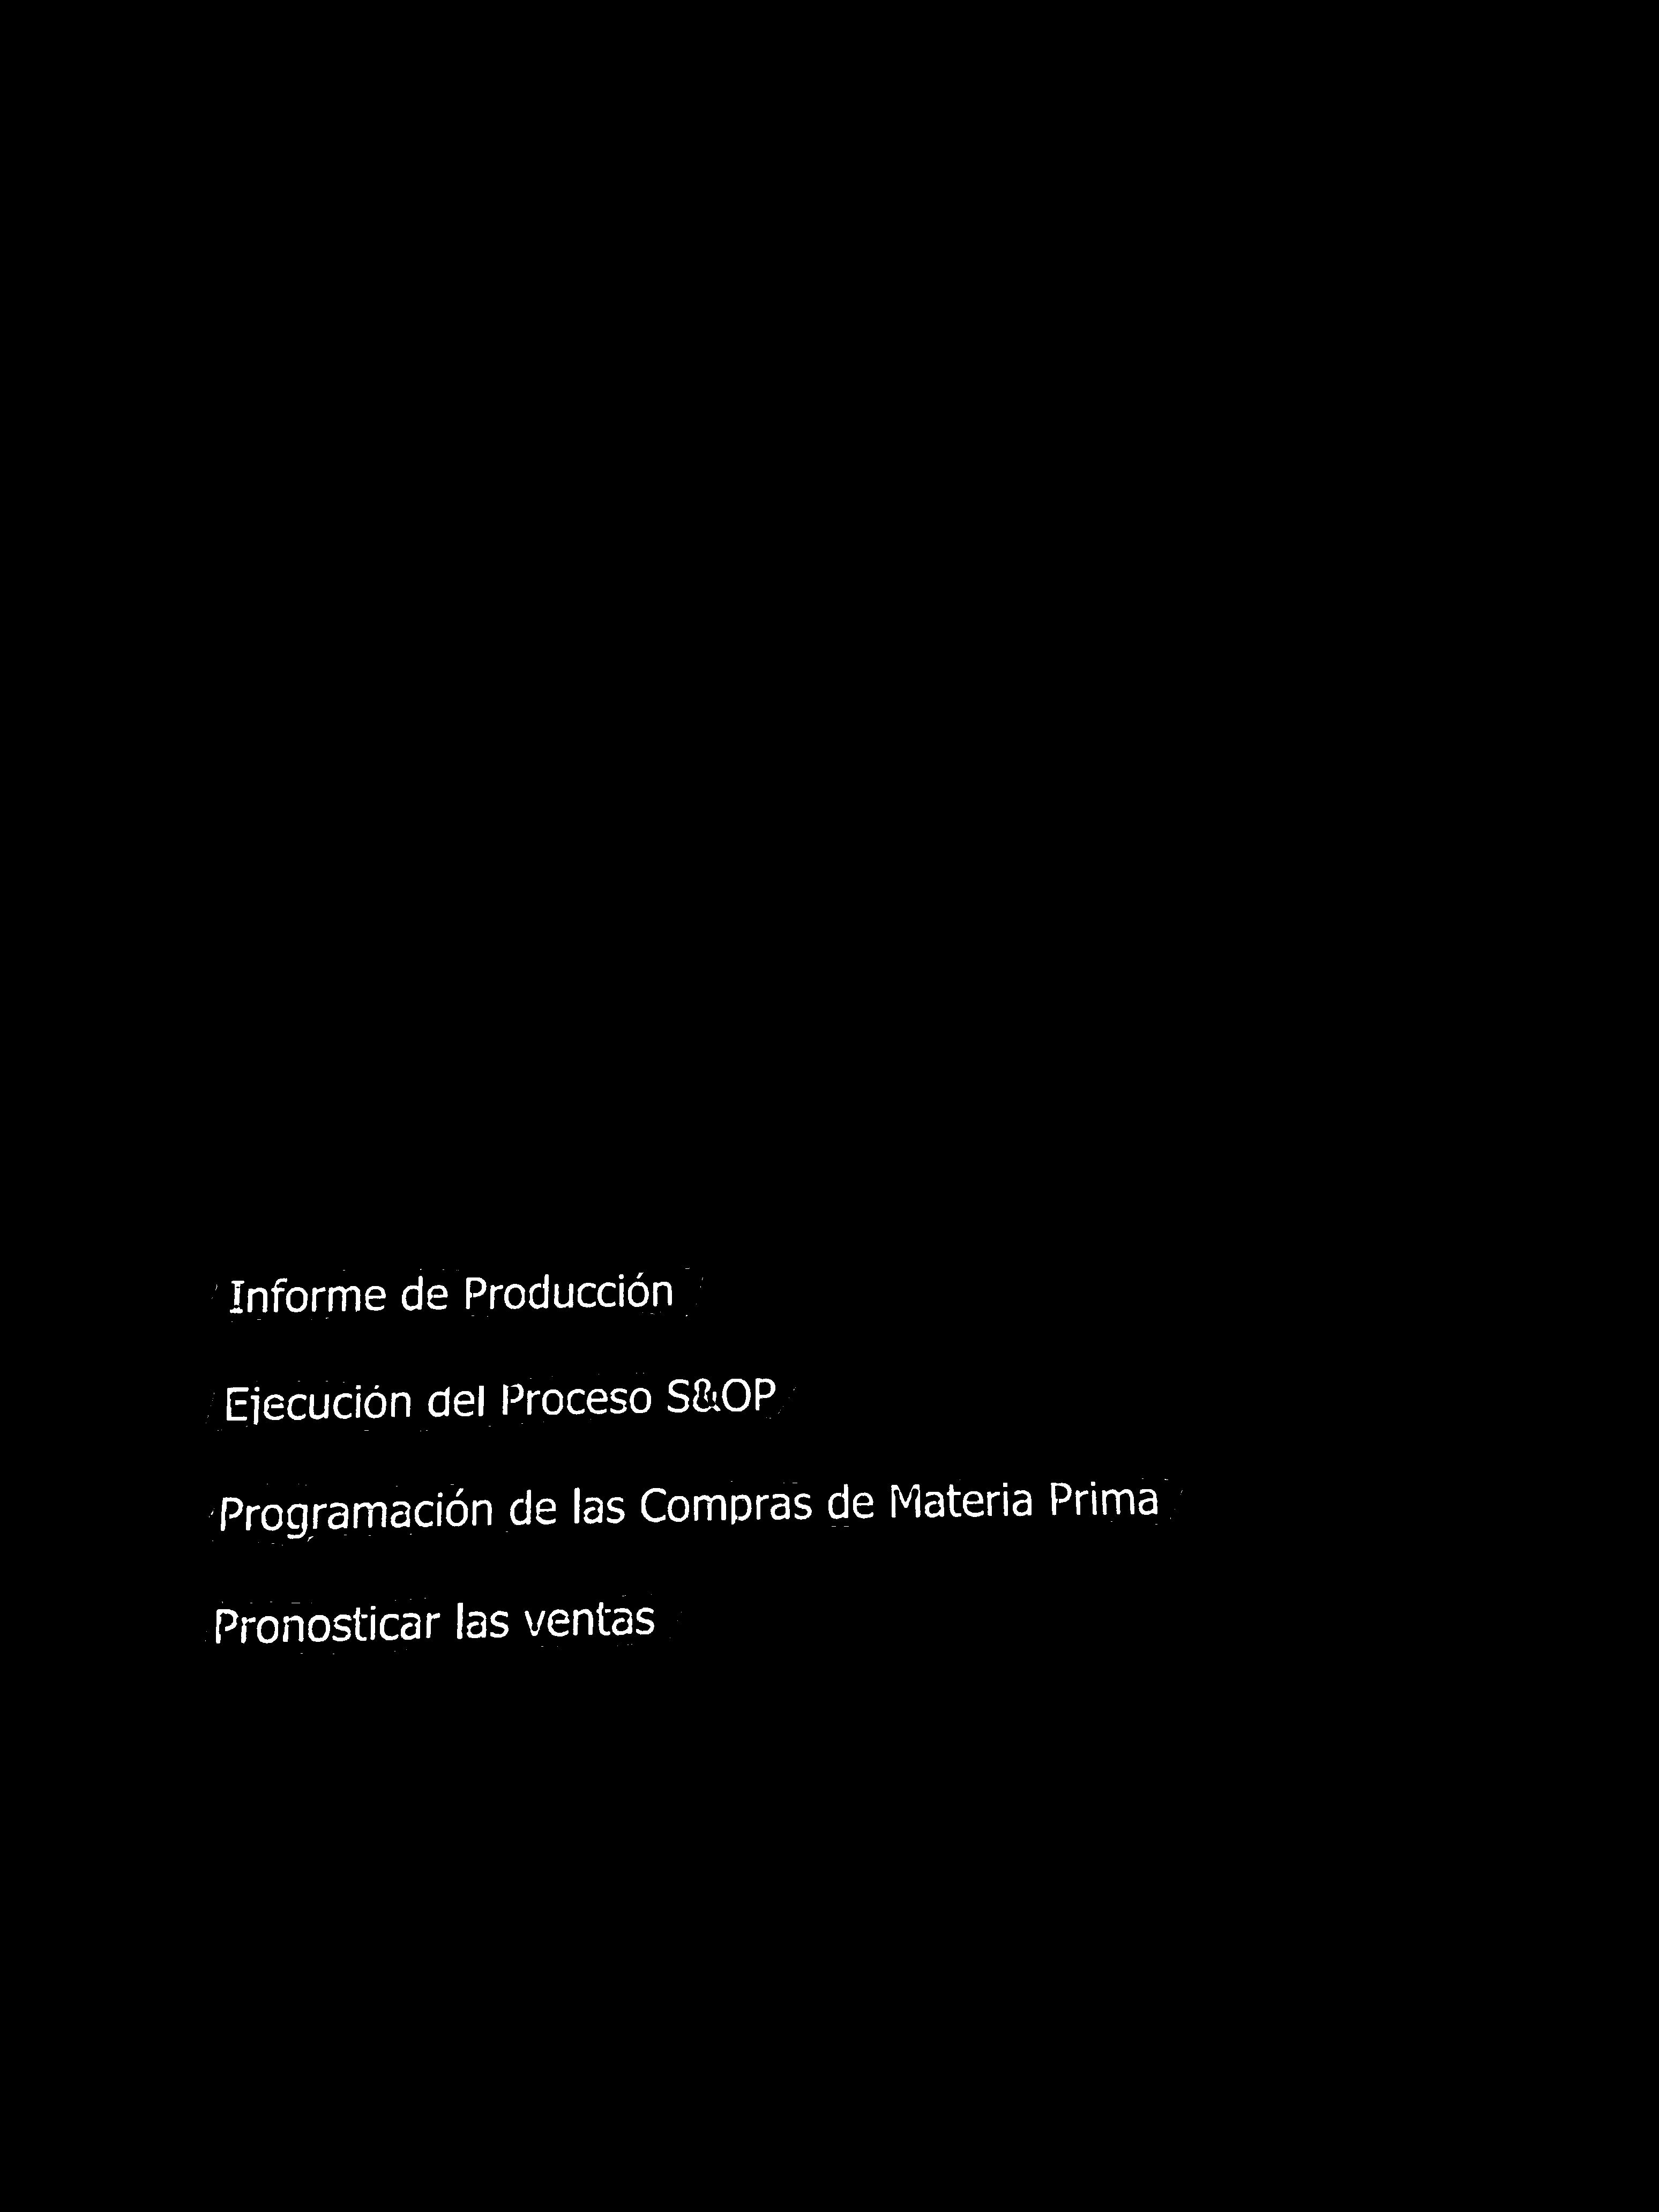 Informe de Producción
Ejecución del Proceso S&OP
Programación de las Compras de Materia Prima
Pronosticar las ventas